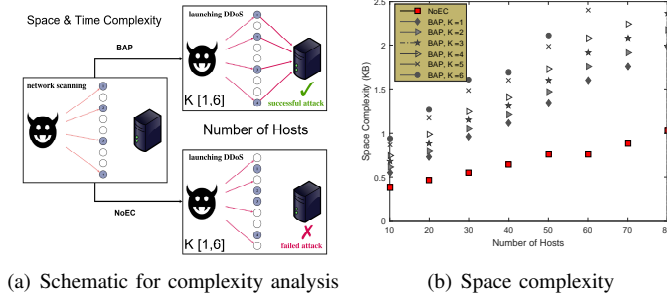 Space & Time Complexity
BAP
network scanning
NoEC
launching DDoS
K [1,6]
successful attack
Number of Hosts
launching DDoS
K [1,6]
failed attack
(a) Schematic for complexity analysis
NoEC
BAP, K =1
BAP, K =2
BAP, K =3
BAP, K =4
BAP, K =5
BAP, K =6
Space Complexity (KB)
2.5
2
1.5
1
0.5
0
10 20 30 40 50 60 70 80
Number of Hosts
(b) Space complexity